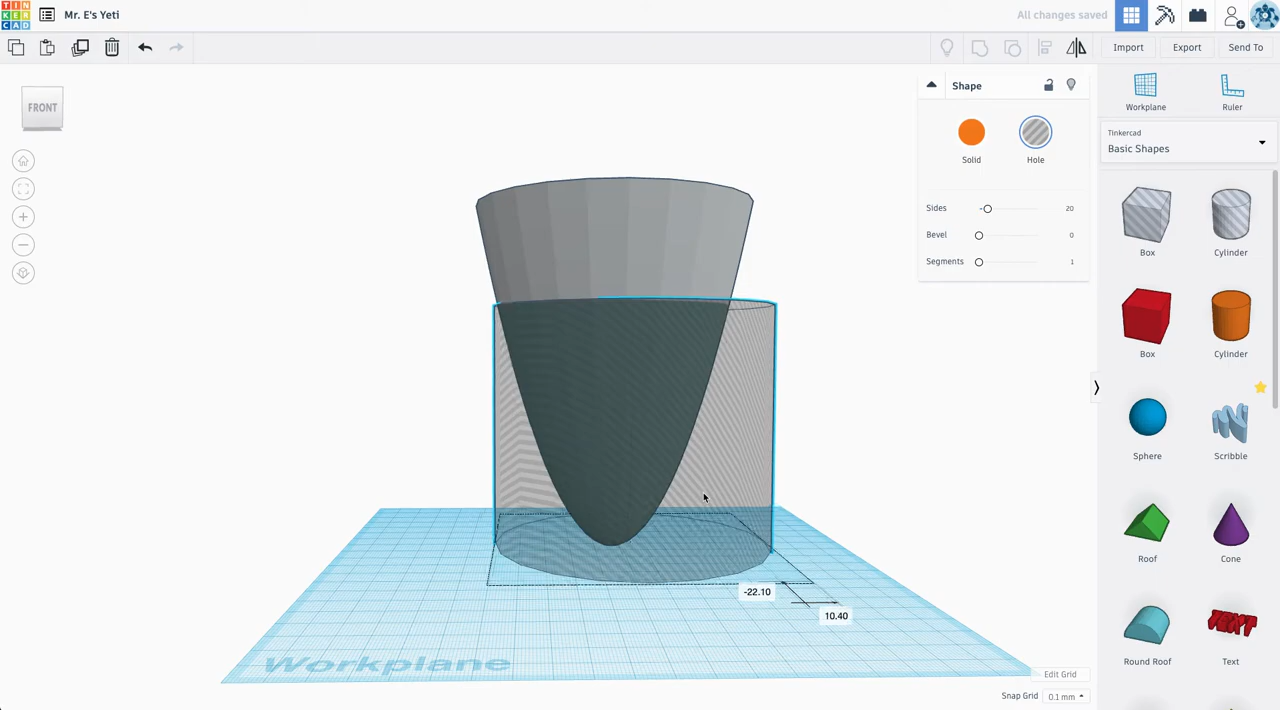 TIN
KER
CAD
Mr. E's Yeti
All changes saved
Import
Export
Send To
FRONT
Shape
Solid
Hole
Sides
20
Bevel
0
Segments
1
Workplane
Ruler
Tinkercad
Basic Shapes
Box
Cylinder
Box
Cylinder
Sphere
Scribble
Roof
Cone
TEXT
Round Roof
Text
-22.10
10.40
Workplane
Edit Grid
Snap Grid
0.1 mm